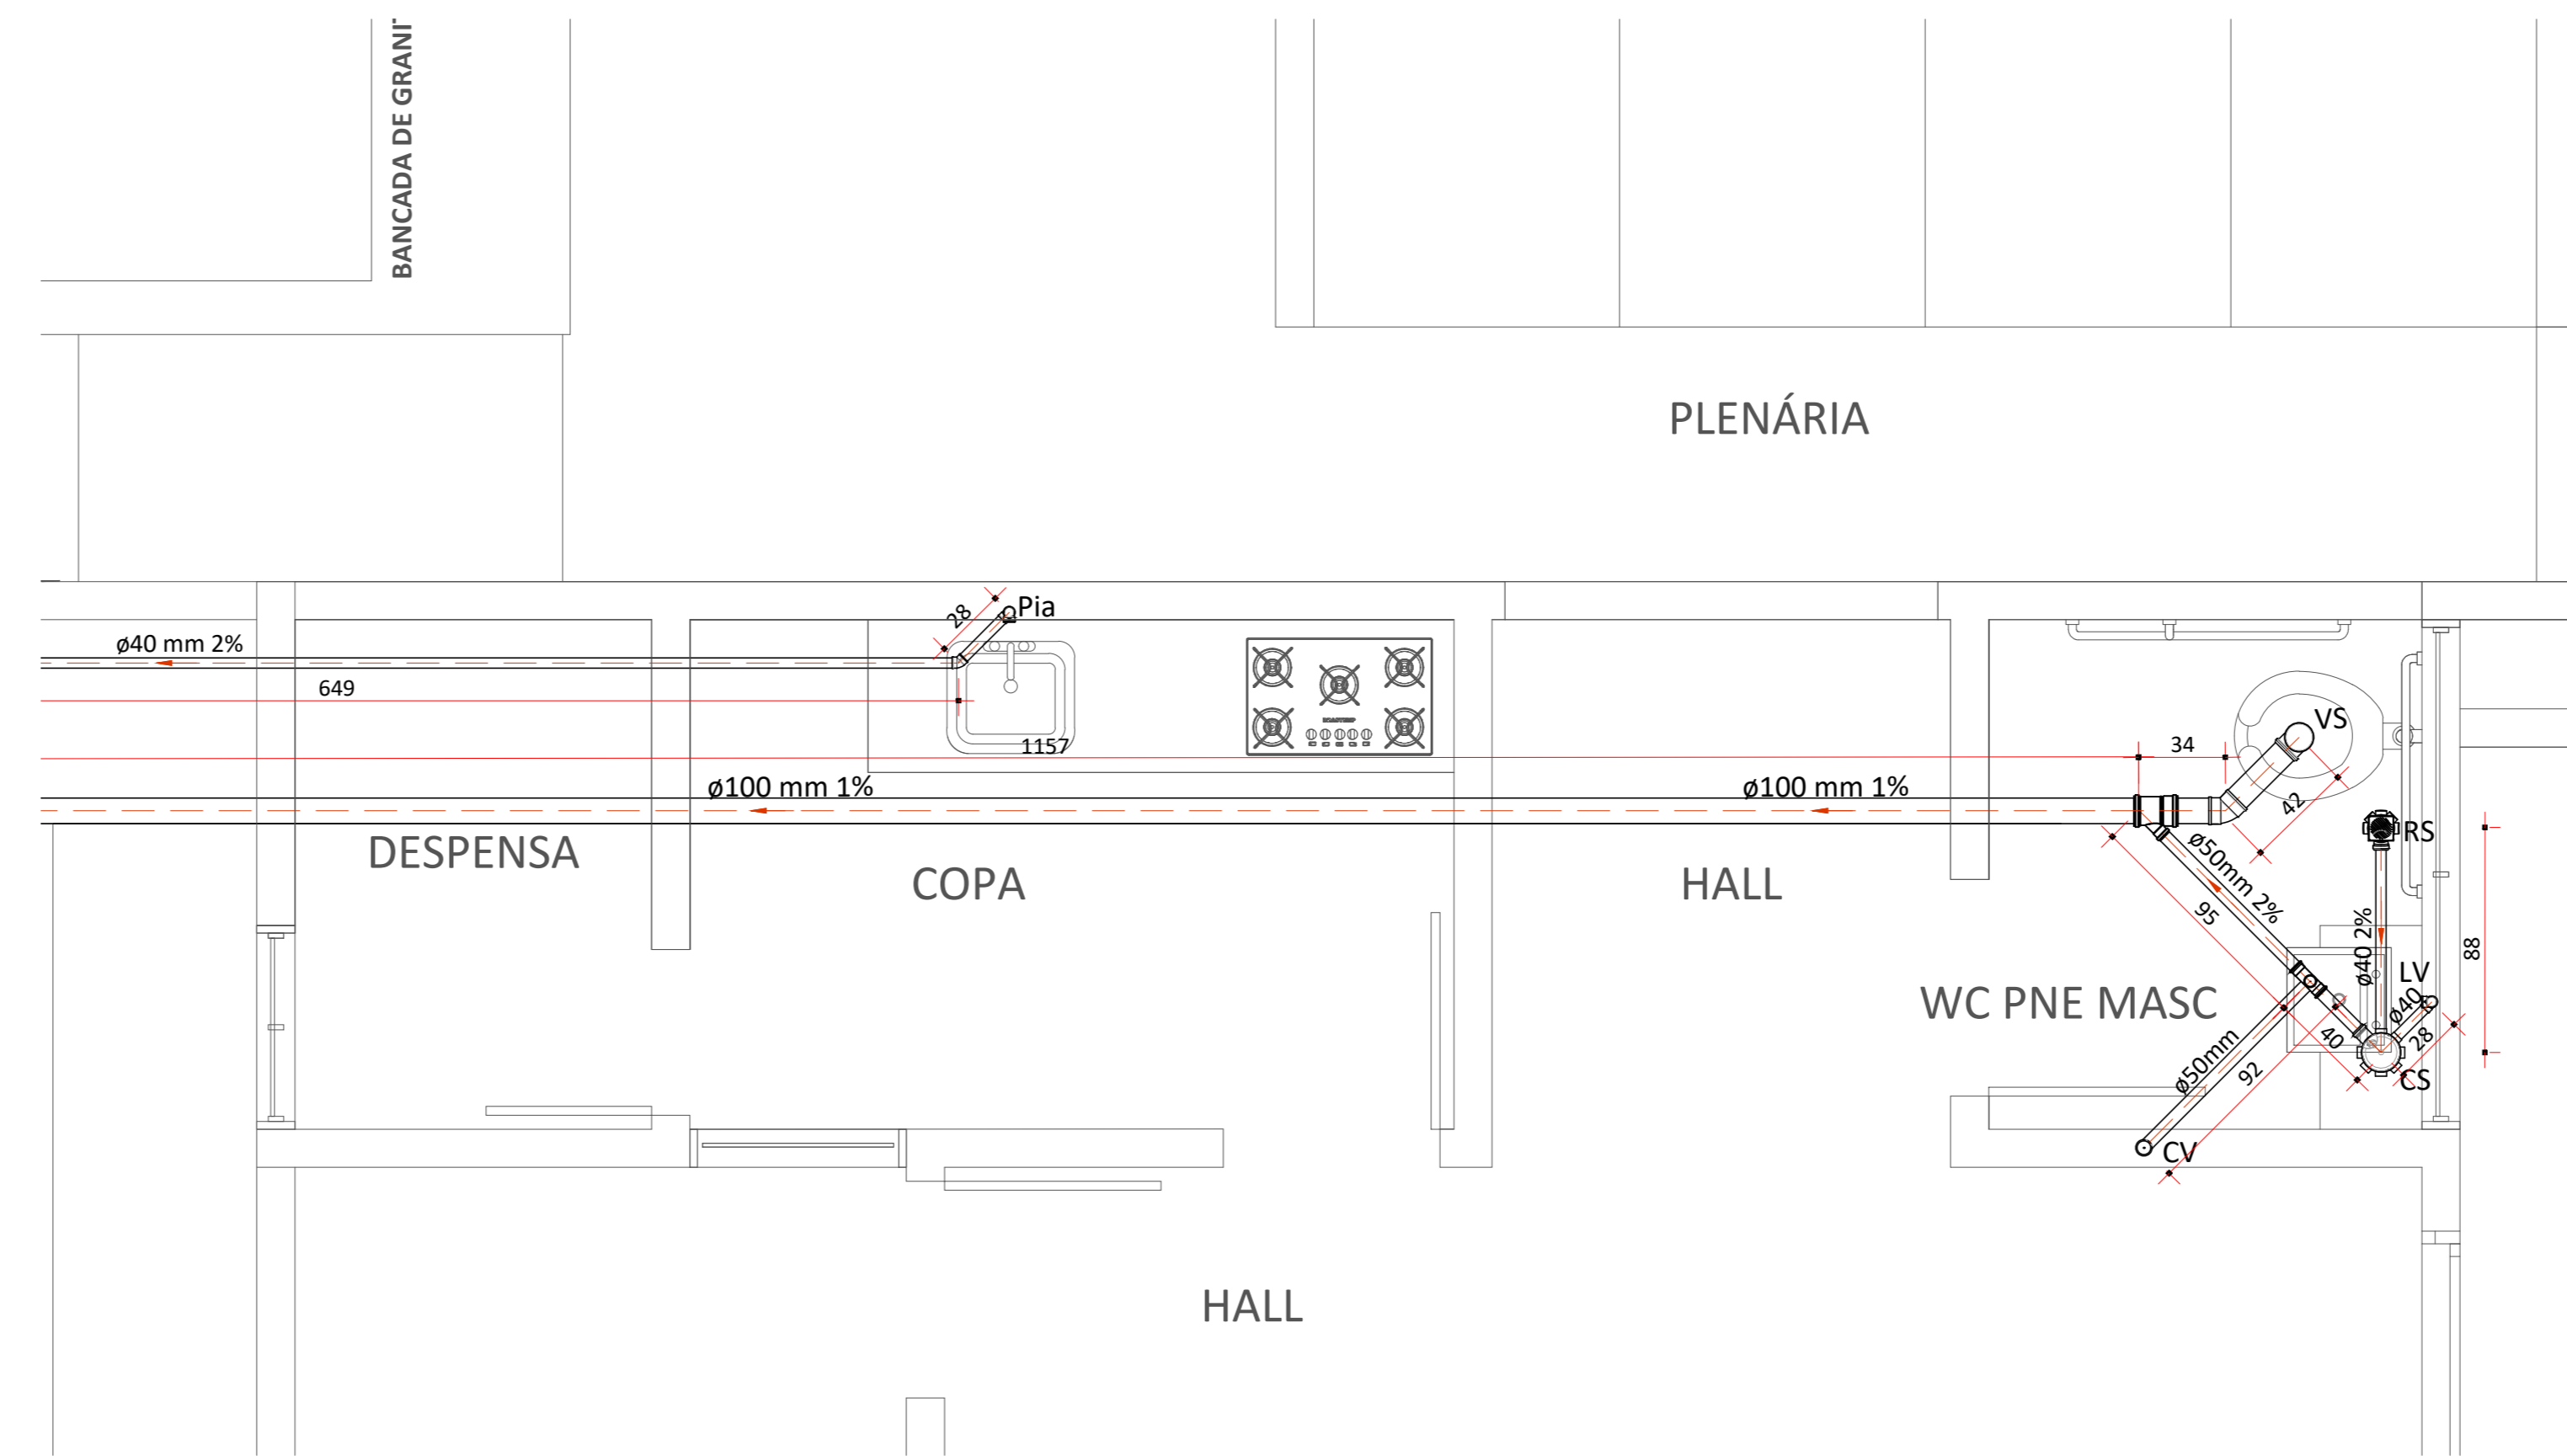 BANCADA DE GRANI
PLENÁRIA
Pia
28
ø40 mm 2%
649
1157
ø100 mm 1%
ø100 mm 1%
34
VS
42
RS
DESPENSA
COPA
HALL
ø50mm 2%
95
ø40 2%
88
LV
WC PNE MASC
ø40
40
28
CS
ø50mm
92
CV
HALL